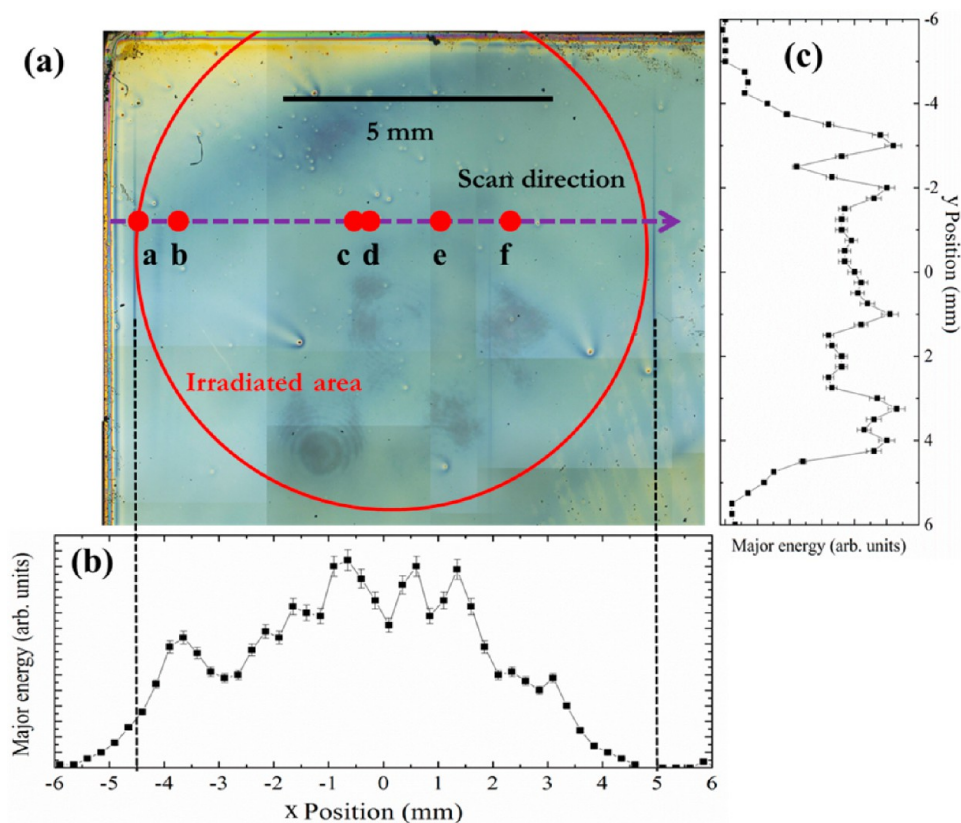 (a)
5 mm
Scan direction
a b c d e f
Irradiated area
(b)
Major energy (arb. units)
-6 -5 -4 -3 -2 -1 0 1 2 3 4 5 6
x Position (mm)
(c)
-6
-4
-2
0
2
4
6
y Position (mm)
Major energy (arb. units)